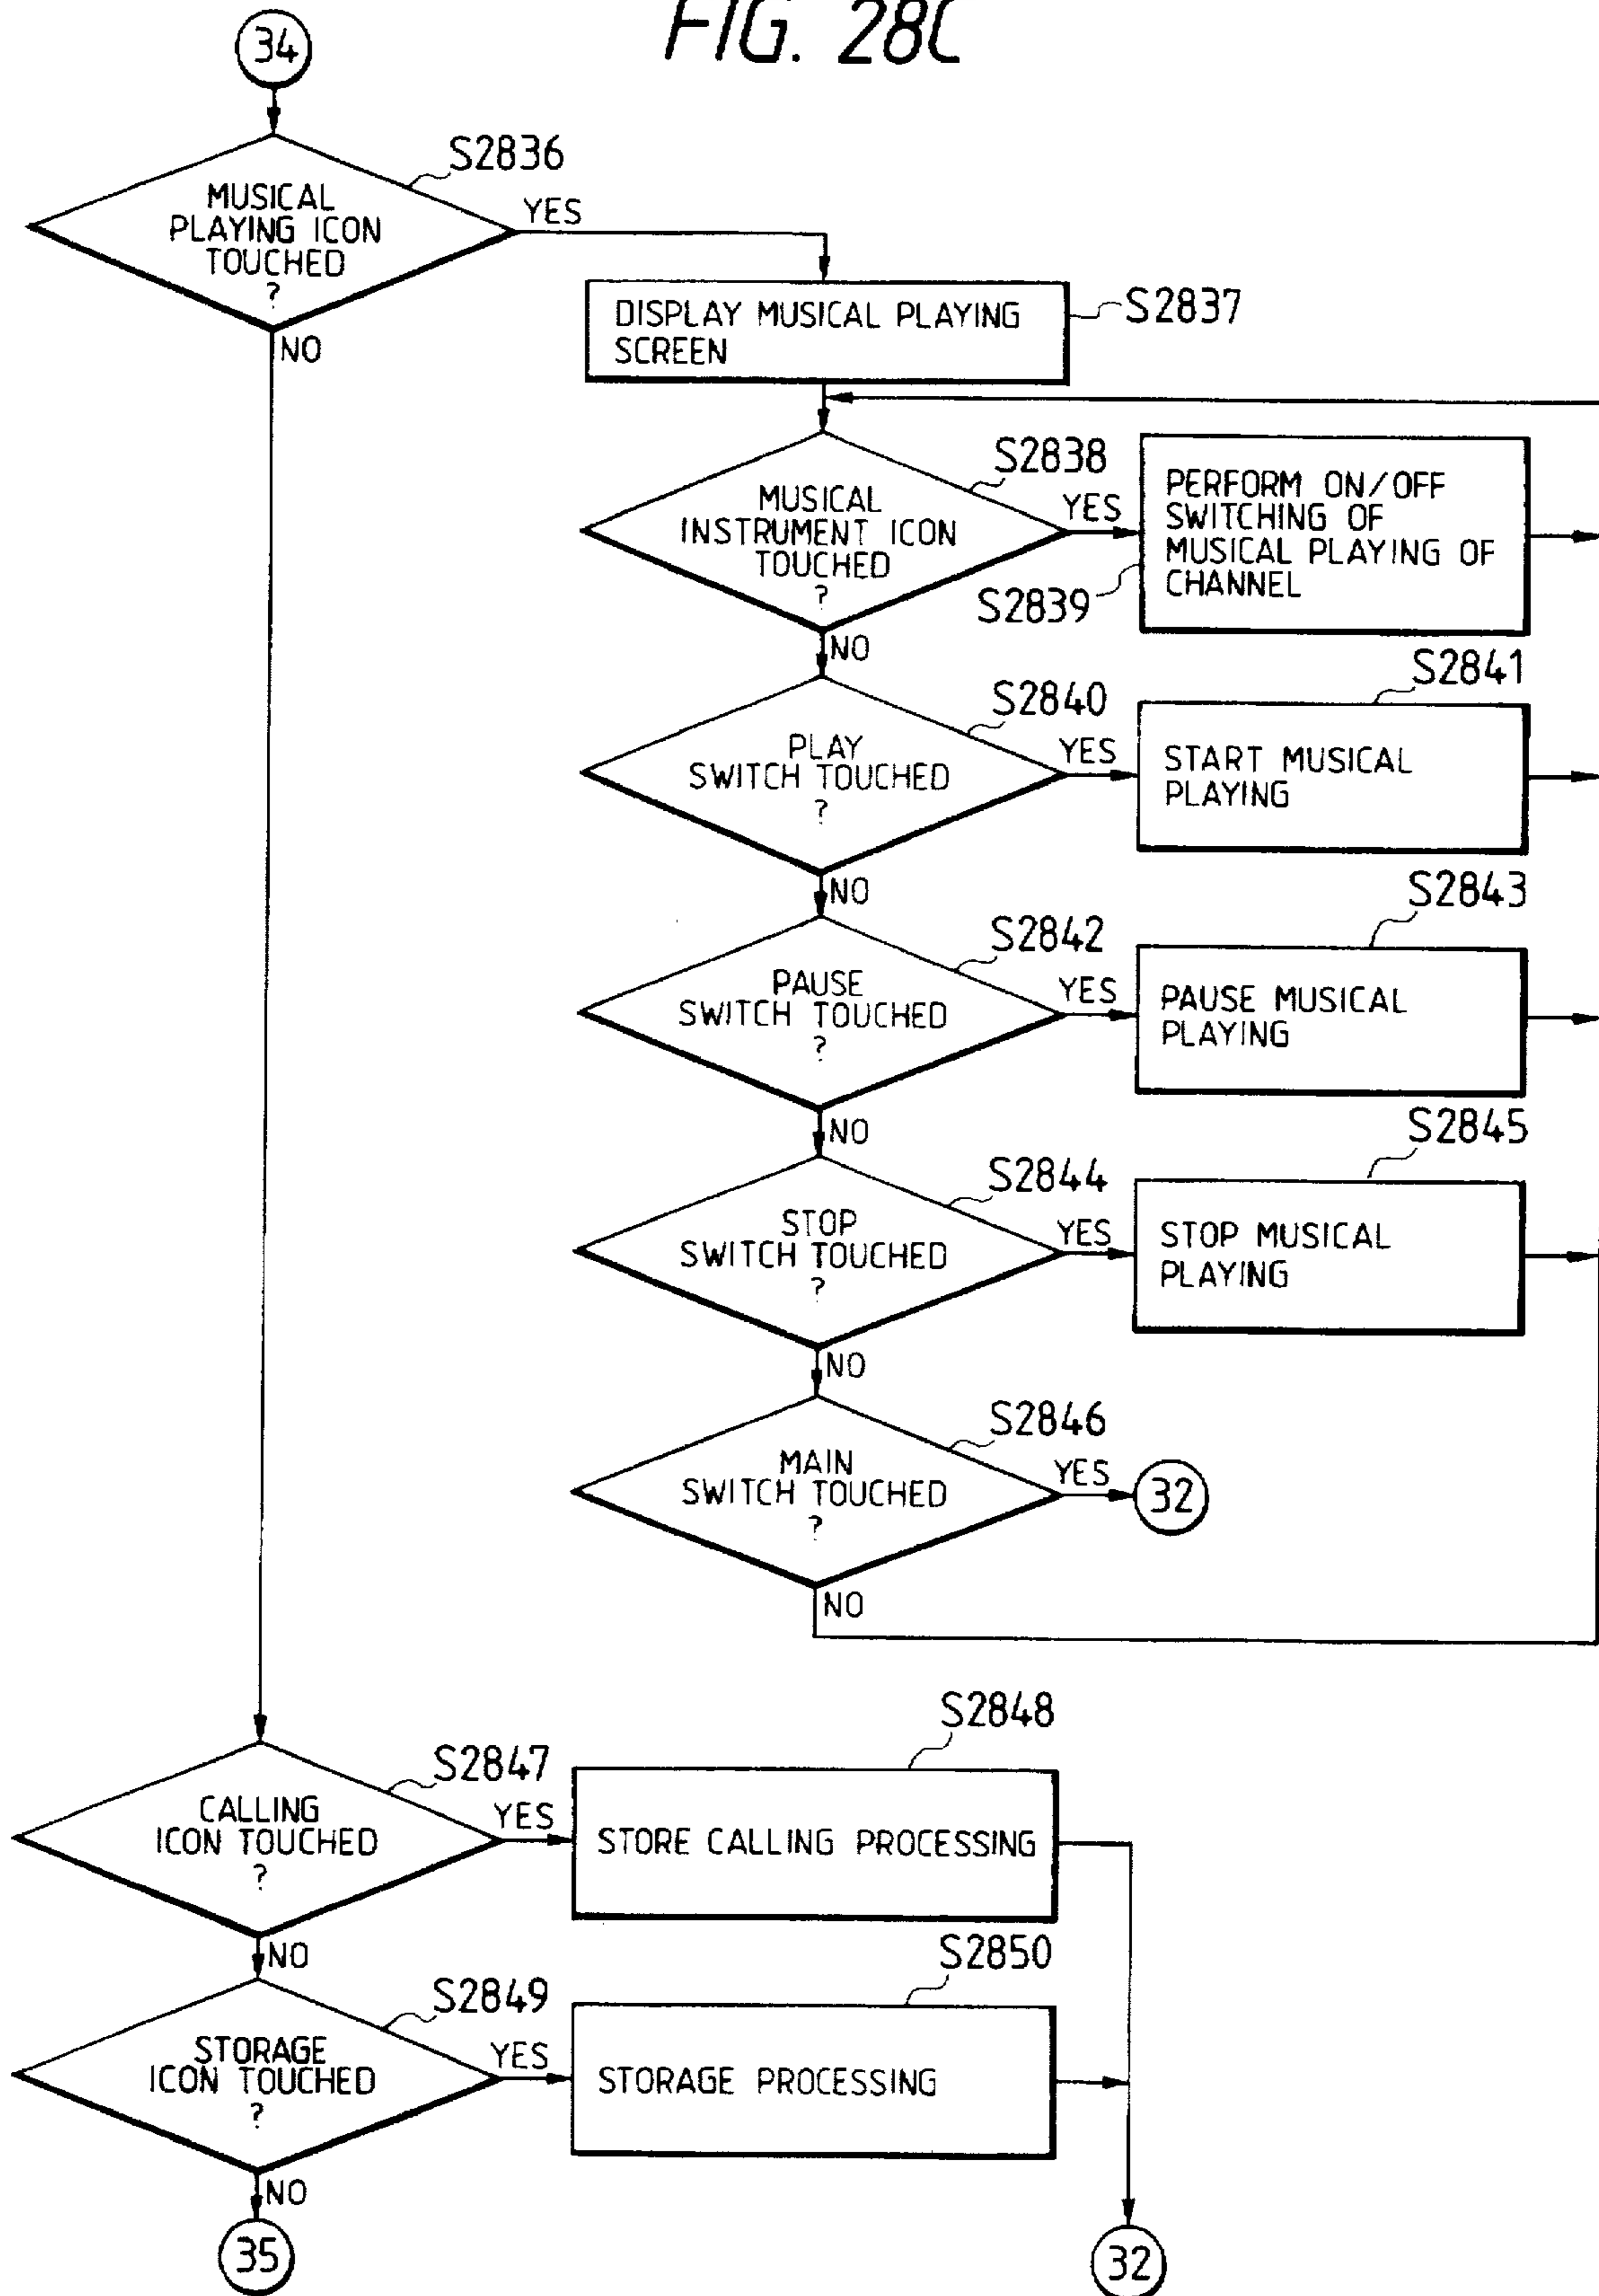 FIG. 28C
34
S2836
MUSICAL
PLAYING ICON
TOUCHED
?
YES
NO
DISPLAY MUSICAL PLAYING
SCREEN
S2837
S2838
MUSICAL
INSTRUMENT ICON
TOUCHED
?
YES
NO
PERFORM ON/OFF
SWITCHING OF
MUSICAL PLAYING OF
CHANNEL
S2839
S2840
PLAY
SWITCH TOUCHED
?
YES
NO
S2841
START MUSICAL
PLAYING
S2842
PAUSE
SWITCH TOUCHED
?
YES
NO
S2843
PAUSE MUSICAL
PLAYING
S2844
STOP
SWITCH TOUCHED
?
YES
NO
S2845
STOP MUSICAL
PLAYING
S2846
MAIN
SWITCH TOUCHED
?
YES
32
NO
S2847
CALLING
ICON TOUCHED
?
YES
NO
S2848
STORE CALLING PROCESSING
S2849
STORAGE
ICON TOUCHED
?
YES
NO
S2850
STORAGE PROCESSING
35
32